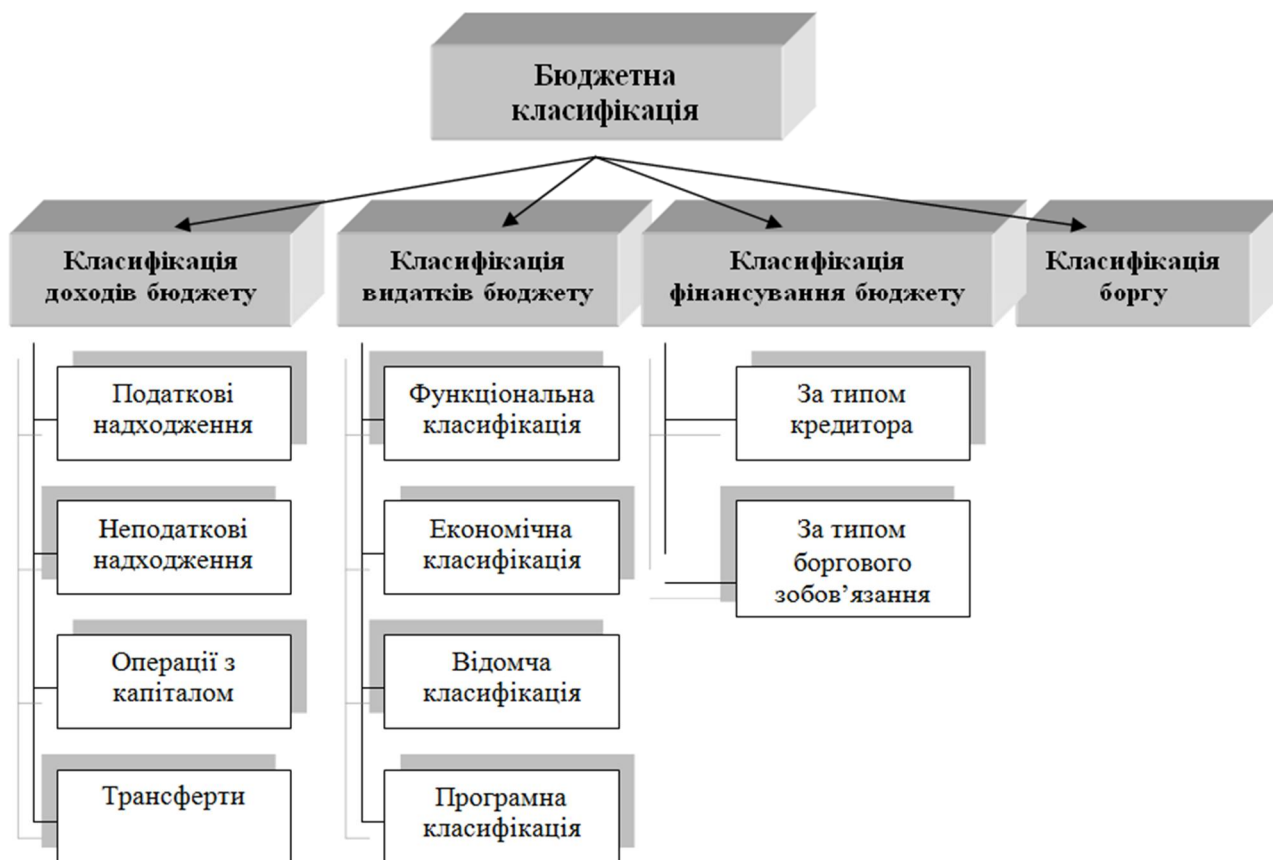 Бюджетна
класифікація
Класифікація
доходів бюджету
Класифікація
видатків бюджету
Класифікація
фінансування бюджету
Класифікація
боргу
Податкові
надходження
Неподаткові
надходження
Операції з
капіталом
Трансферти
Функціональна
класифікація
Економічна
класифікація
Відомча
класифікація
Програмна
класифікація
За типом
кредитора
За типом
боргового
зобов’язання